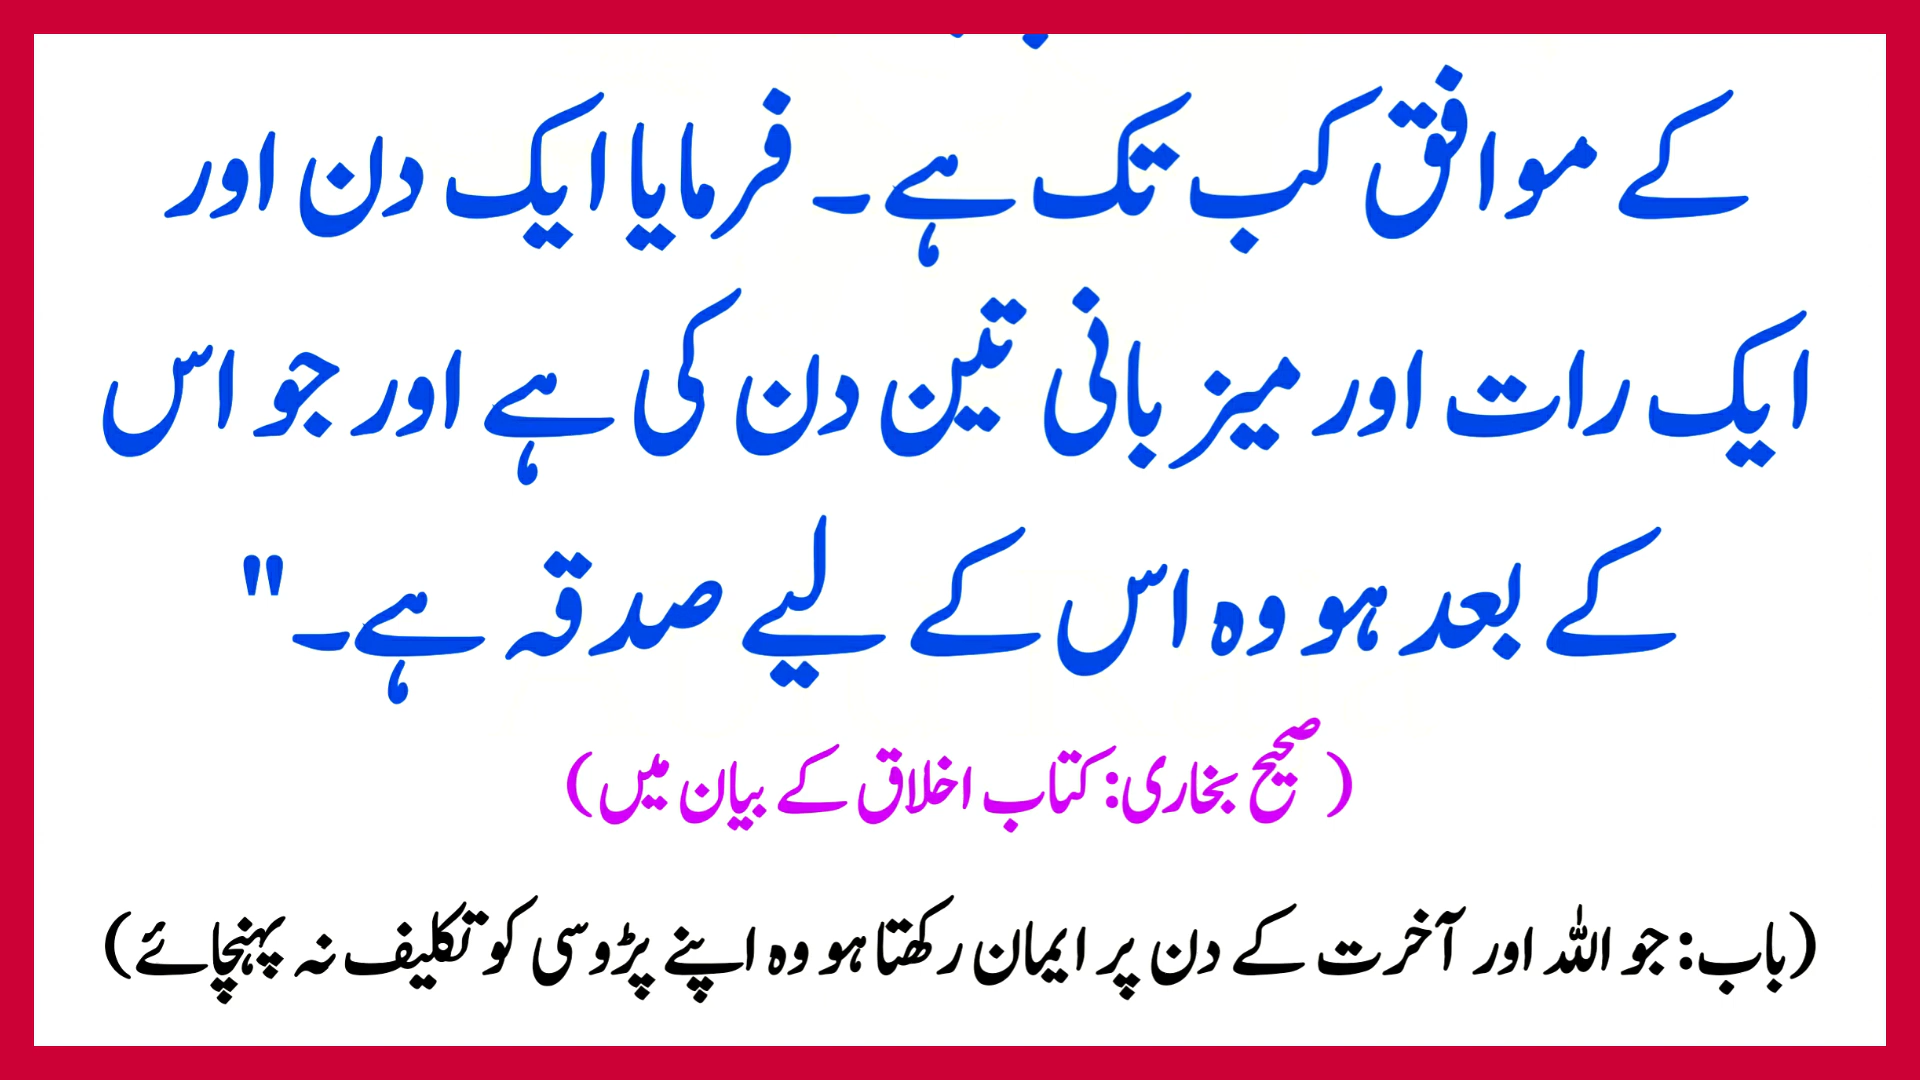 کے موافق کب تک ہے۔ فرمایا ایک دن اور
ایک رات اور میزبانی تین دن کی ہے اور جو اس
کے بعد ہو وہ اس کے لیے صدقہ ہے۔"
(صحیح بخاری: کتاب اخلاق کے بیان میں)
(باب: جو اللہ اور آخرت کے دن پر ایمان رکھتا ہو وہ اپنے پڑوسی کو تکلیف نہ پہنچائے)